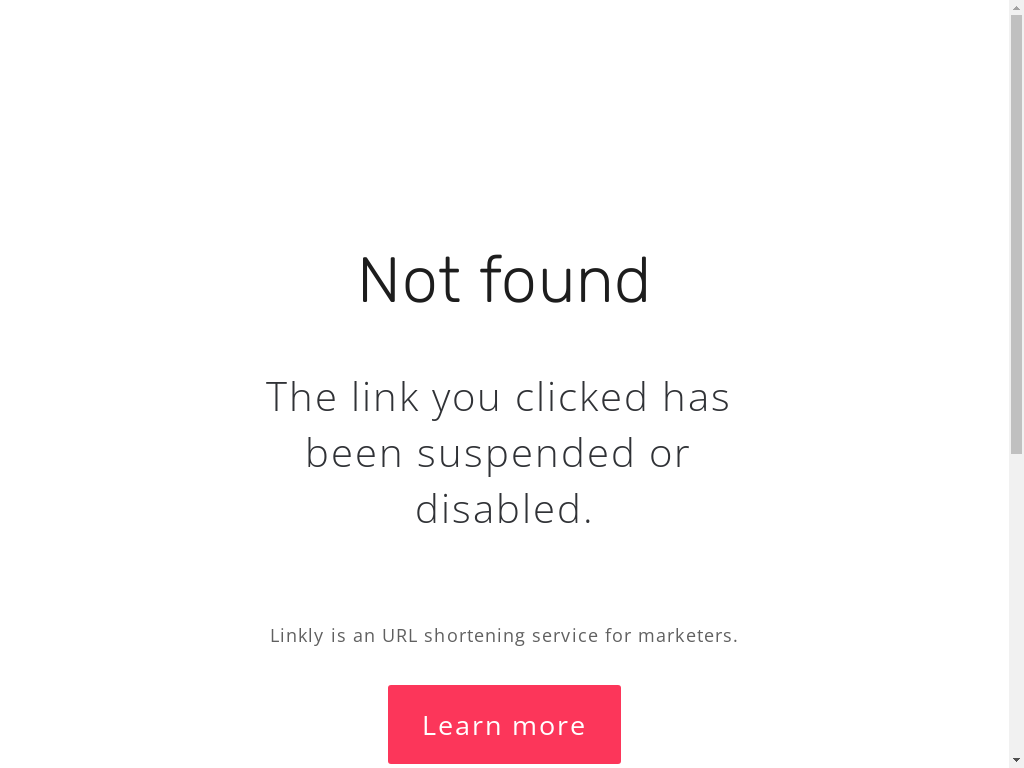 Not found
The link you clicked has
been suspended or
disabled.
Linkly is an URL shortening service for marketers.
Learn more